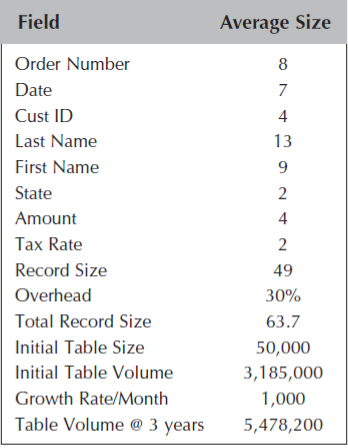 Field Average Size
Order Number 8
Date 7
Cust ID 4
Last Name 13
First Name 9
State 2
Amount 4
Tax Rate 2
Record Size 49
Overhead 30%
Total Record Size 63.7
Initial Table Size 50,000
Initial Table Volume 3,185,000
Growth Rate/Month 1,000
Table Volume @ 3 years 5,478,200